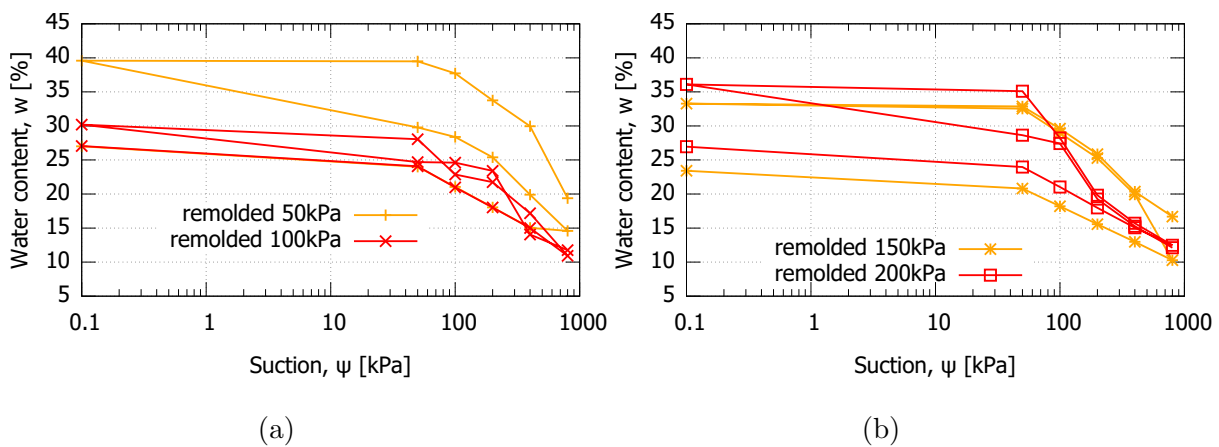 45
40
35
30
25
20
15
10
5
0.1 1 10 100 1000
Water content, w [%]
Suction, ψ [kPa]
remolded 50kPa
remolded 100kPa
(a)
45
40
35
30
25
20
15
10
5
0.1 1 10 100 1000
Water content, w [%]
Suction, ψ [kPa]
remolded 150kPa
remolded 200kPa
(b)